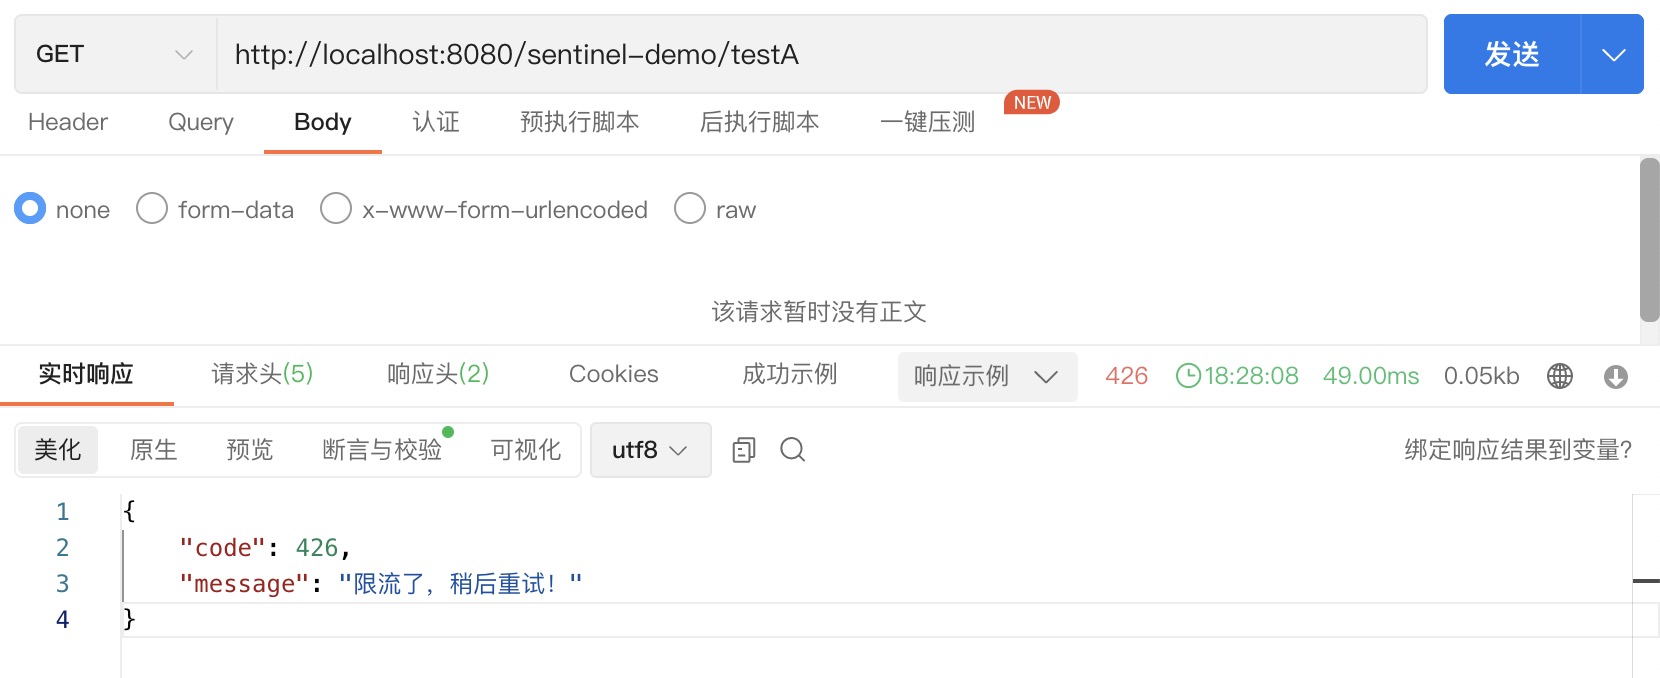 GET http://localhost:8080/sentinel-demo/testA 发送
Header Query Body 认证 预执行脚本 后执行脚本 一键压测 NEW
none form-data x-www-form-urlencoded raw
该请求暂时没有正文
实时响应 请求头(5) 响应头(2) Cookies 成功示例 响应示例 426 18:28:08 49.00ms 0.05kb
美化 原生 预览 断言与校验 可视化 utf8 绑定响应结果到变量?
1 {
2 "code": 426,
3 "message": "限流了，稍后重试！"
4 }